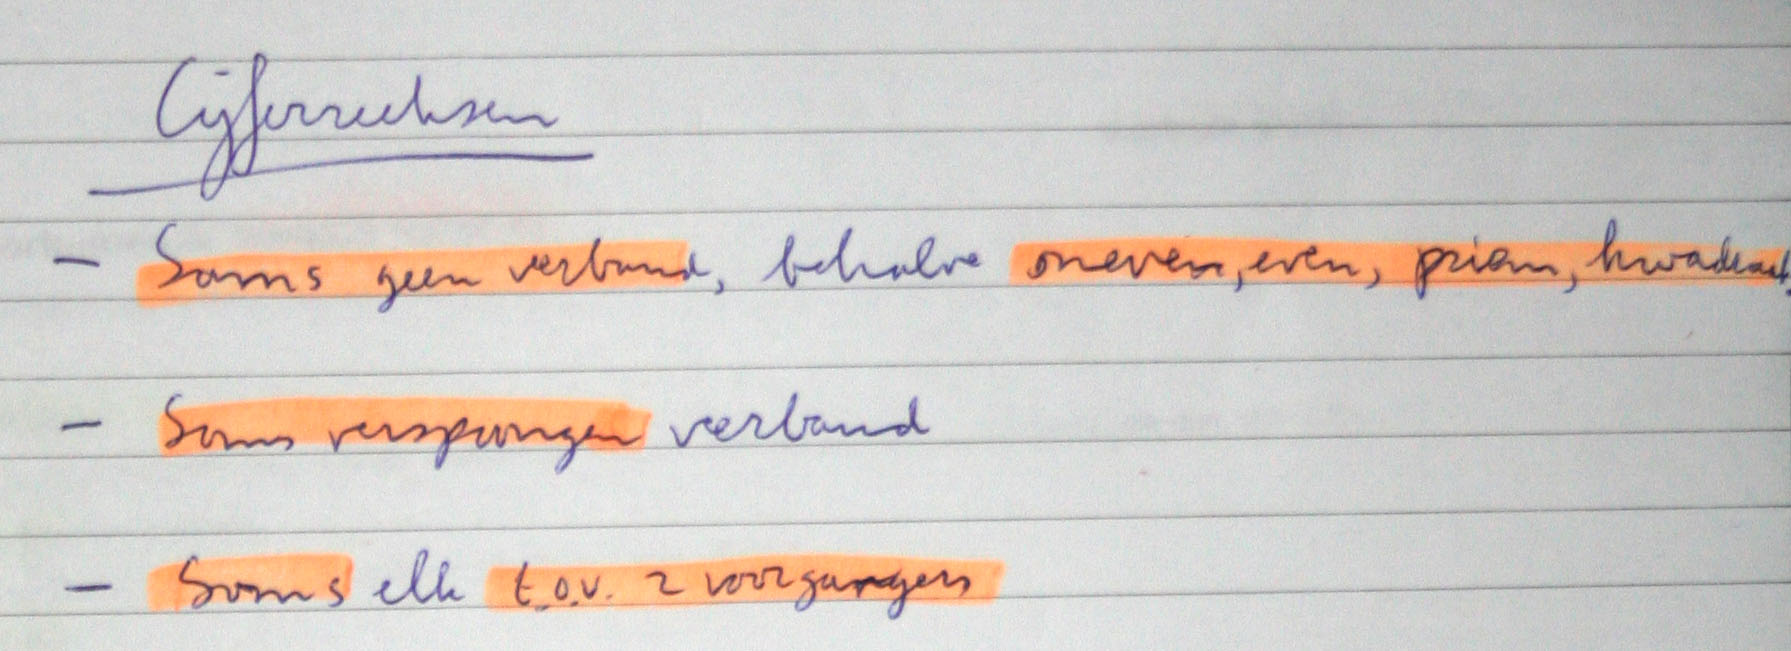 Cijferreeksen
- Soms geen verband, behalve oneven, even, priem, kwadraat,
- Soms verspringen verband
- Soms elk t.o.v. 2 voorgangers